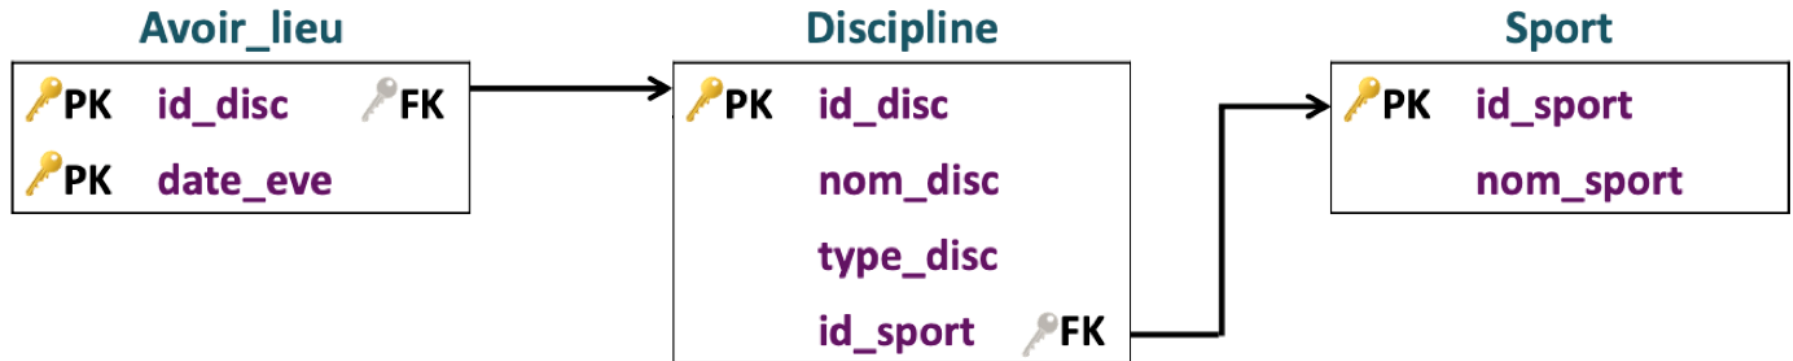 Avoir_lieu
PK id_disc FK
PK date_eve
Discipline
PK id_disc
nom_disc
type_disc
id_sport FK
Sport
PK id_sport
nom_sport